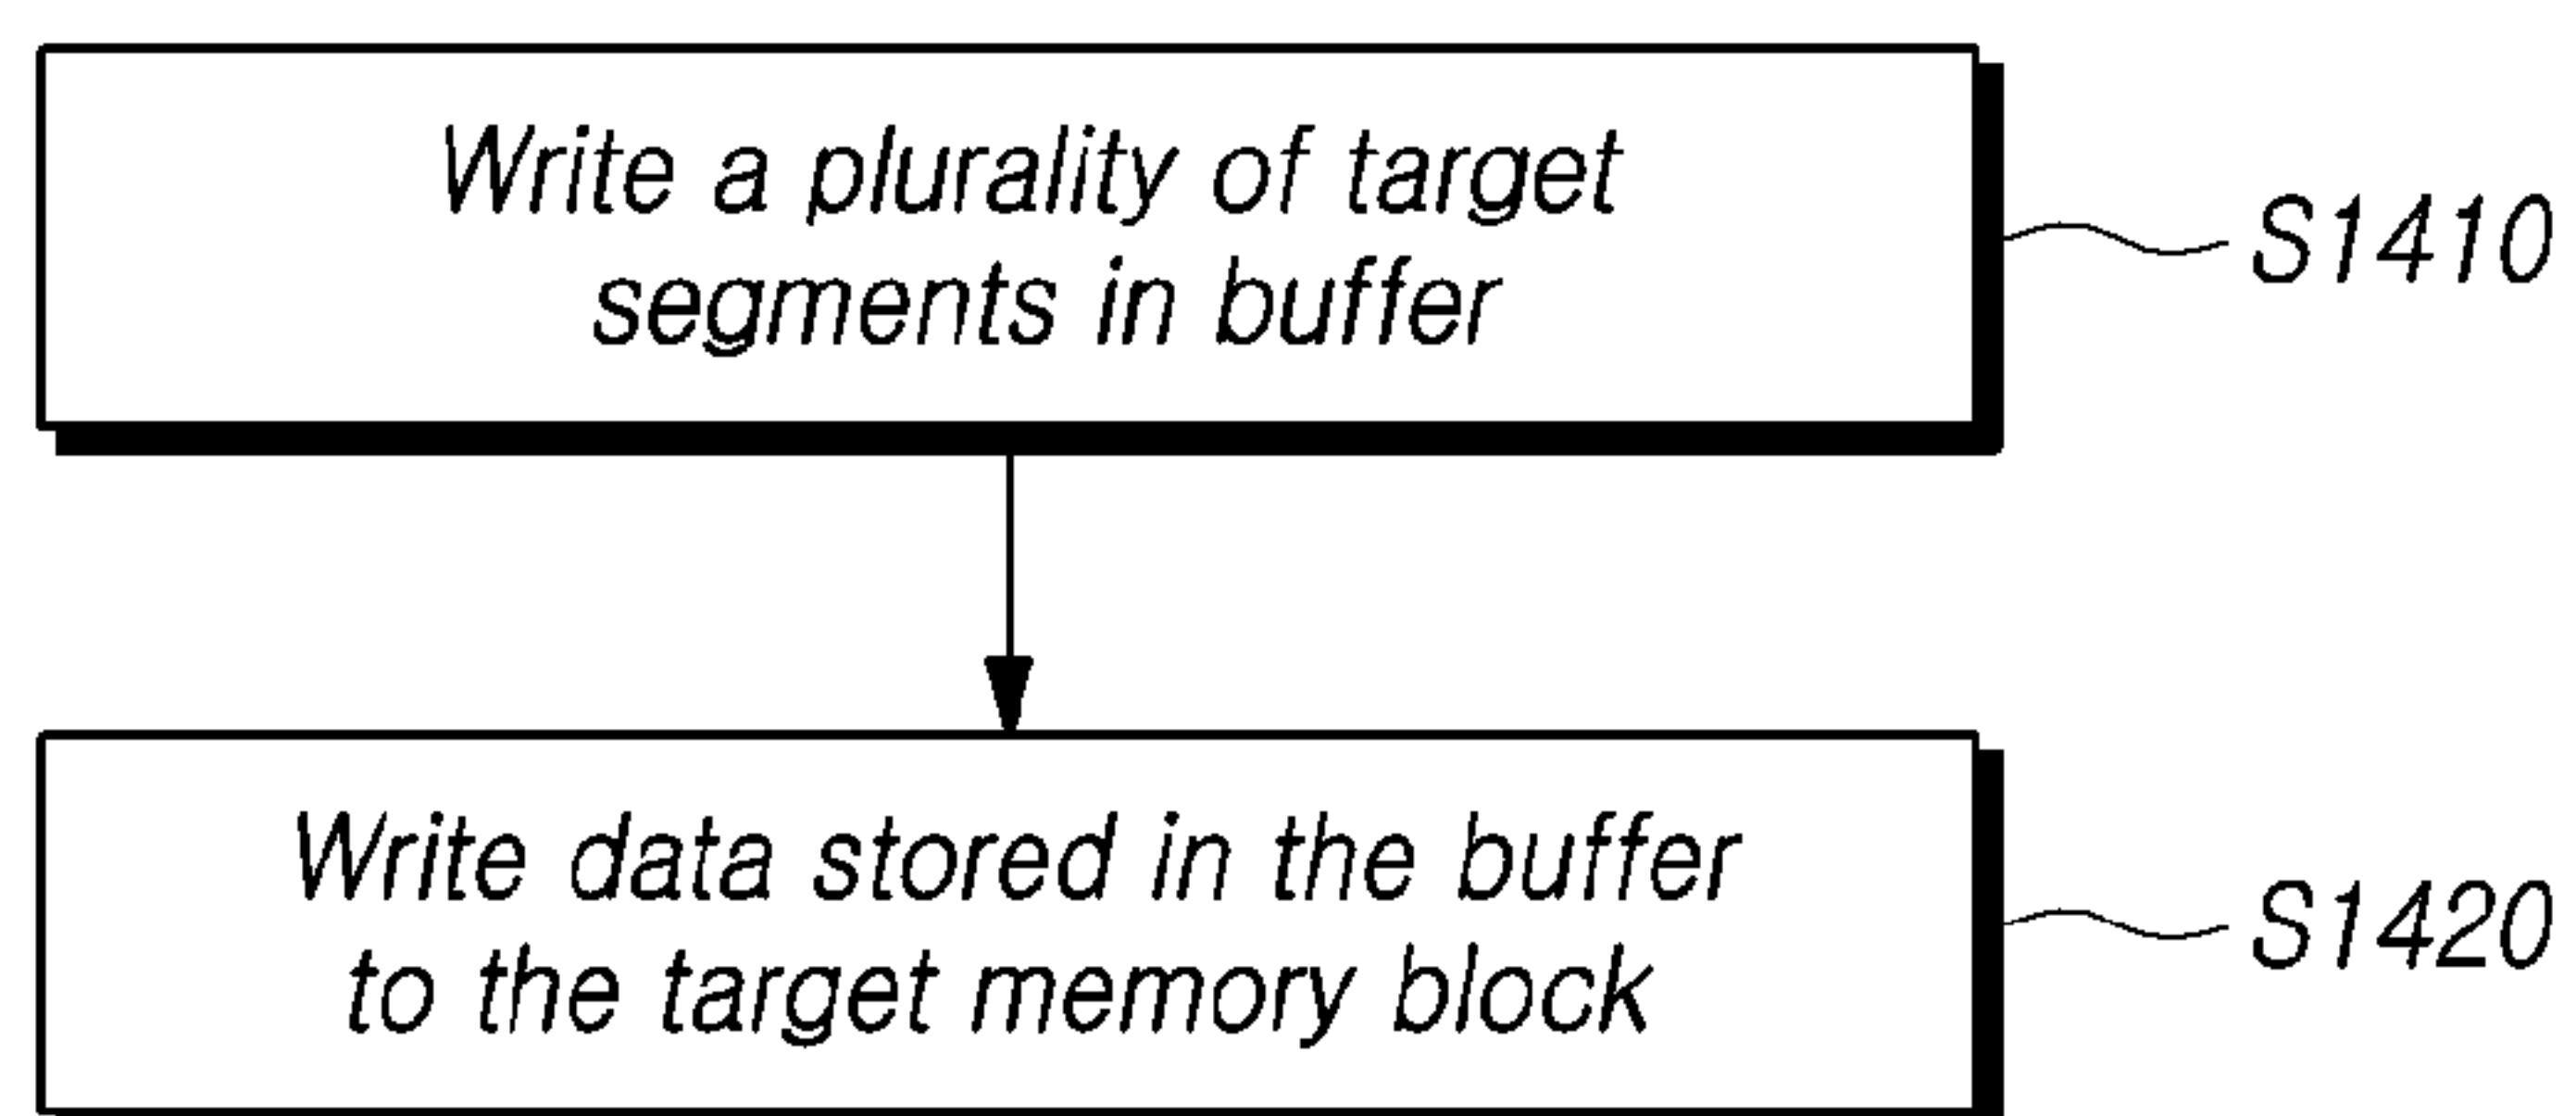 Write a plurality of target
segments in buffer
S1410
Write data stored in the buffer
to the target memory block
S1420